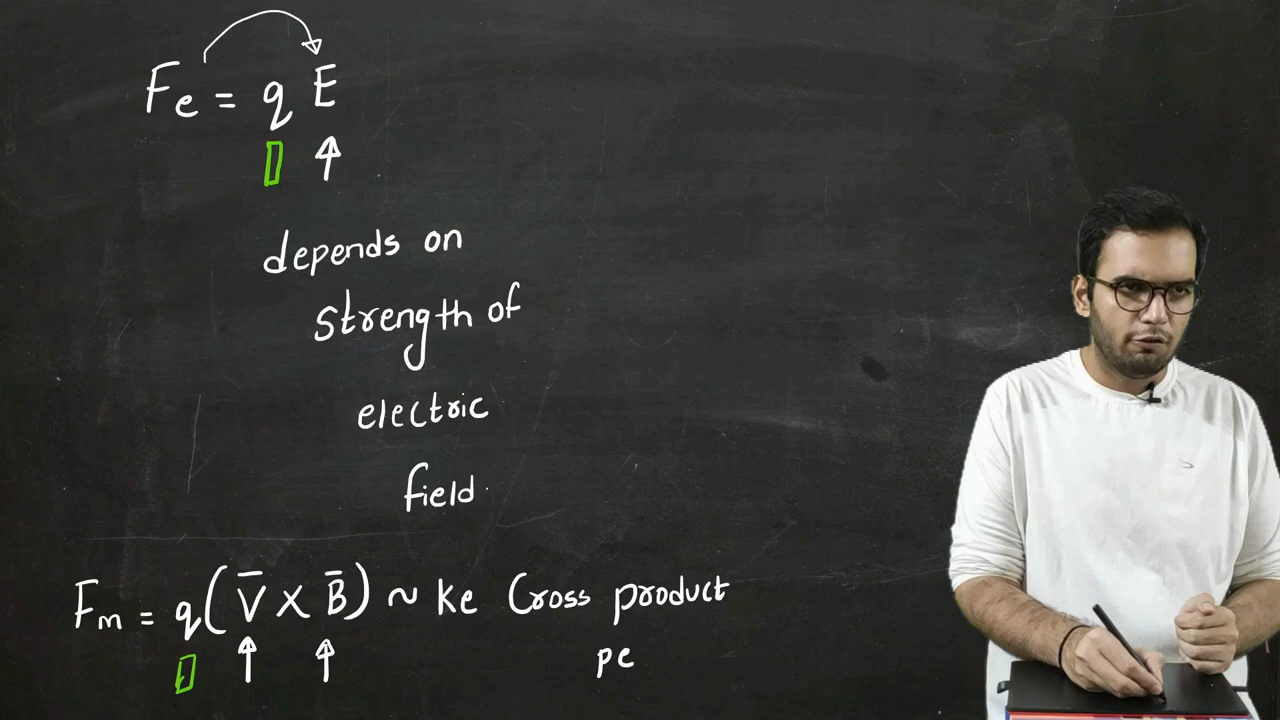 Fe = q E
depends on
strength of
electric
field
Fm = q( V̄ × B̄ ) ~ ke Cross product
pe